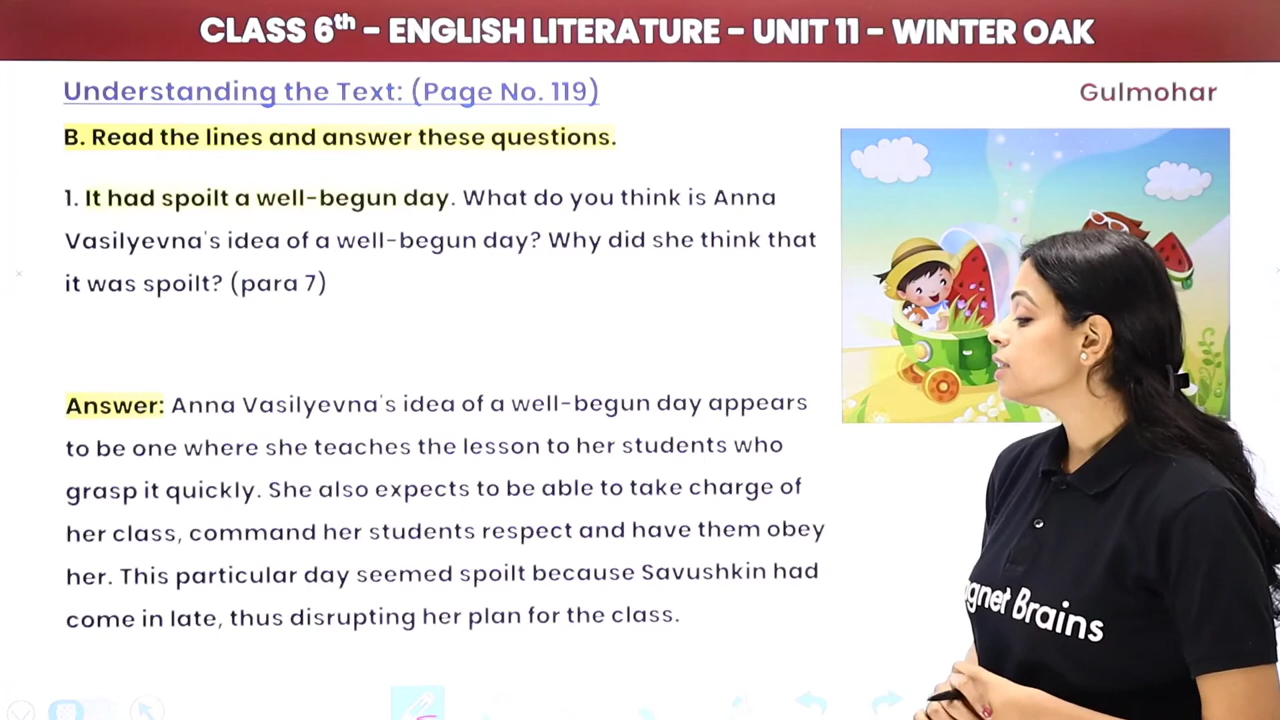 CLASS 6th - ENGLISH LITERATURE - UNIT 11 - WINTER OAK
Understanding the Text: (Page No. 119)
Gulmohar
B. Read the lines and answer these questions.
1. It had spoilt a well-begun day. What do you think is Anna
Vasilyevna's idea of a well-begun day? Why did she think that
it was spoilt? (para 7)
Answer: Anna Vasilyevna's idea of a well-begun day appears
to be one where she teaches the lesson to her students who
grasp it quickly. She also expects to be able to take charge of
her class, command her students respect and have them obey
her. This particular day seemed spoilt because Savushkin had
come in late, thus disrupting her plan for the class.
gnet Brains